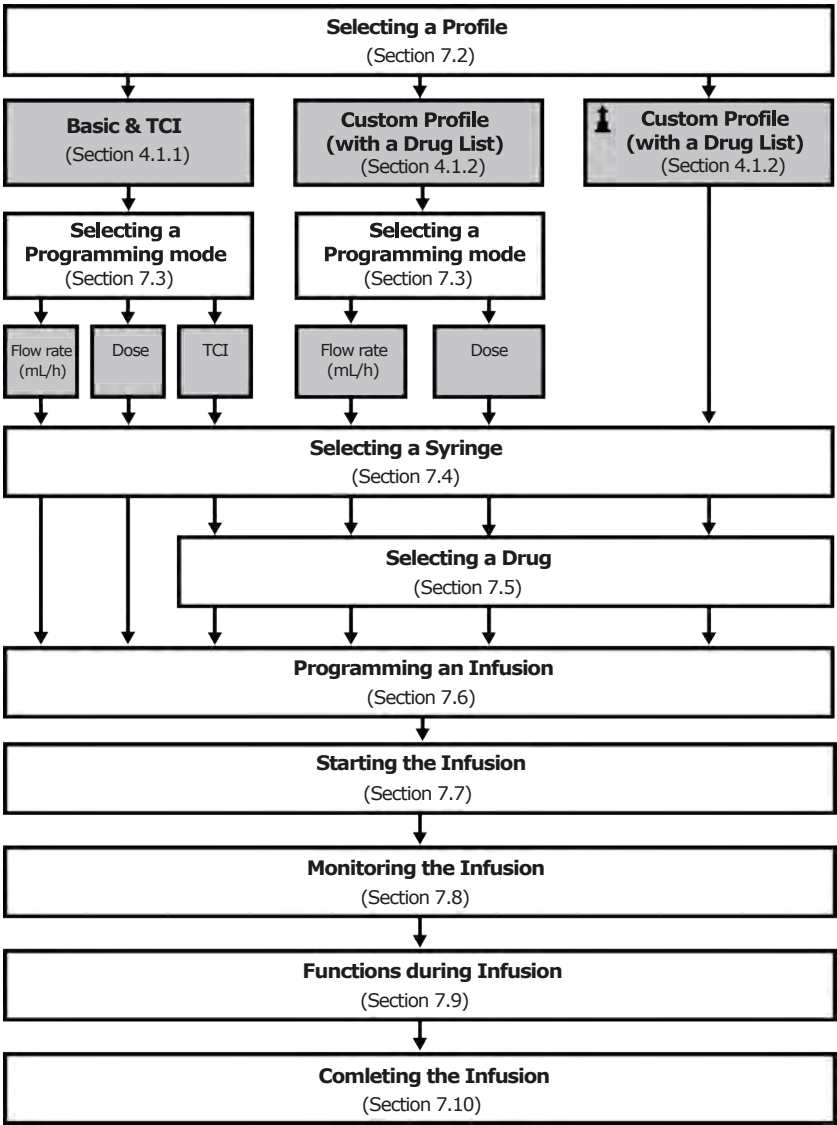 Selecting a Profile
(Section 7.2)
Basic & TCI
(Section 4.1.1)
Custom Profile
(with a Drug List)
(Section 4.1.2)
Custom Profile
(with a Drug List)
(Section 4.1.2)
Selecting a
Programming mode
(Section 7.3)
Selecting a
Programming mode
(Section 7.3)
Flow rate
(mL/h)
Dose
TCI
Flow rate
(mL/h)
Dose
Selecting a Syringe
(Section 7.4)
Selecting a Drug
(Section 7.5)
Programming an Infusion
(Section 7.6)
Starting the Infusion
(Section 7.7)
Monitoring the Infusion
(Section 7.8)
Functions during Infusion
(Section 7.9)
Comleting the Infusion
(Section 7.10)